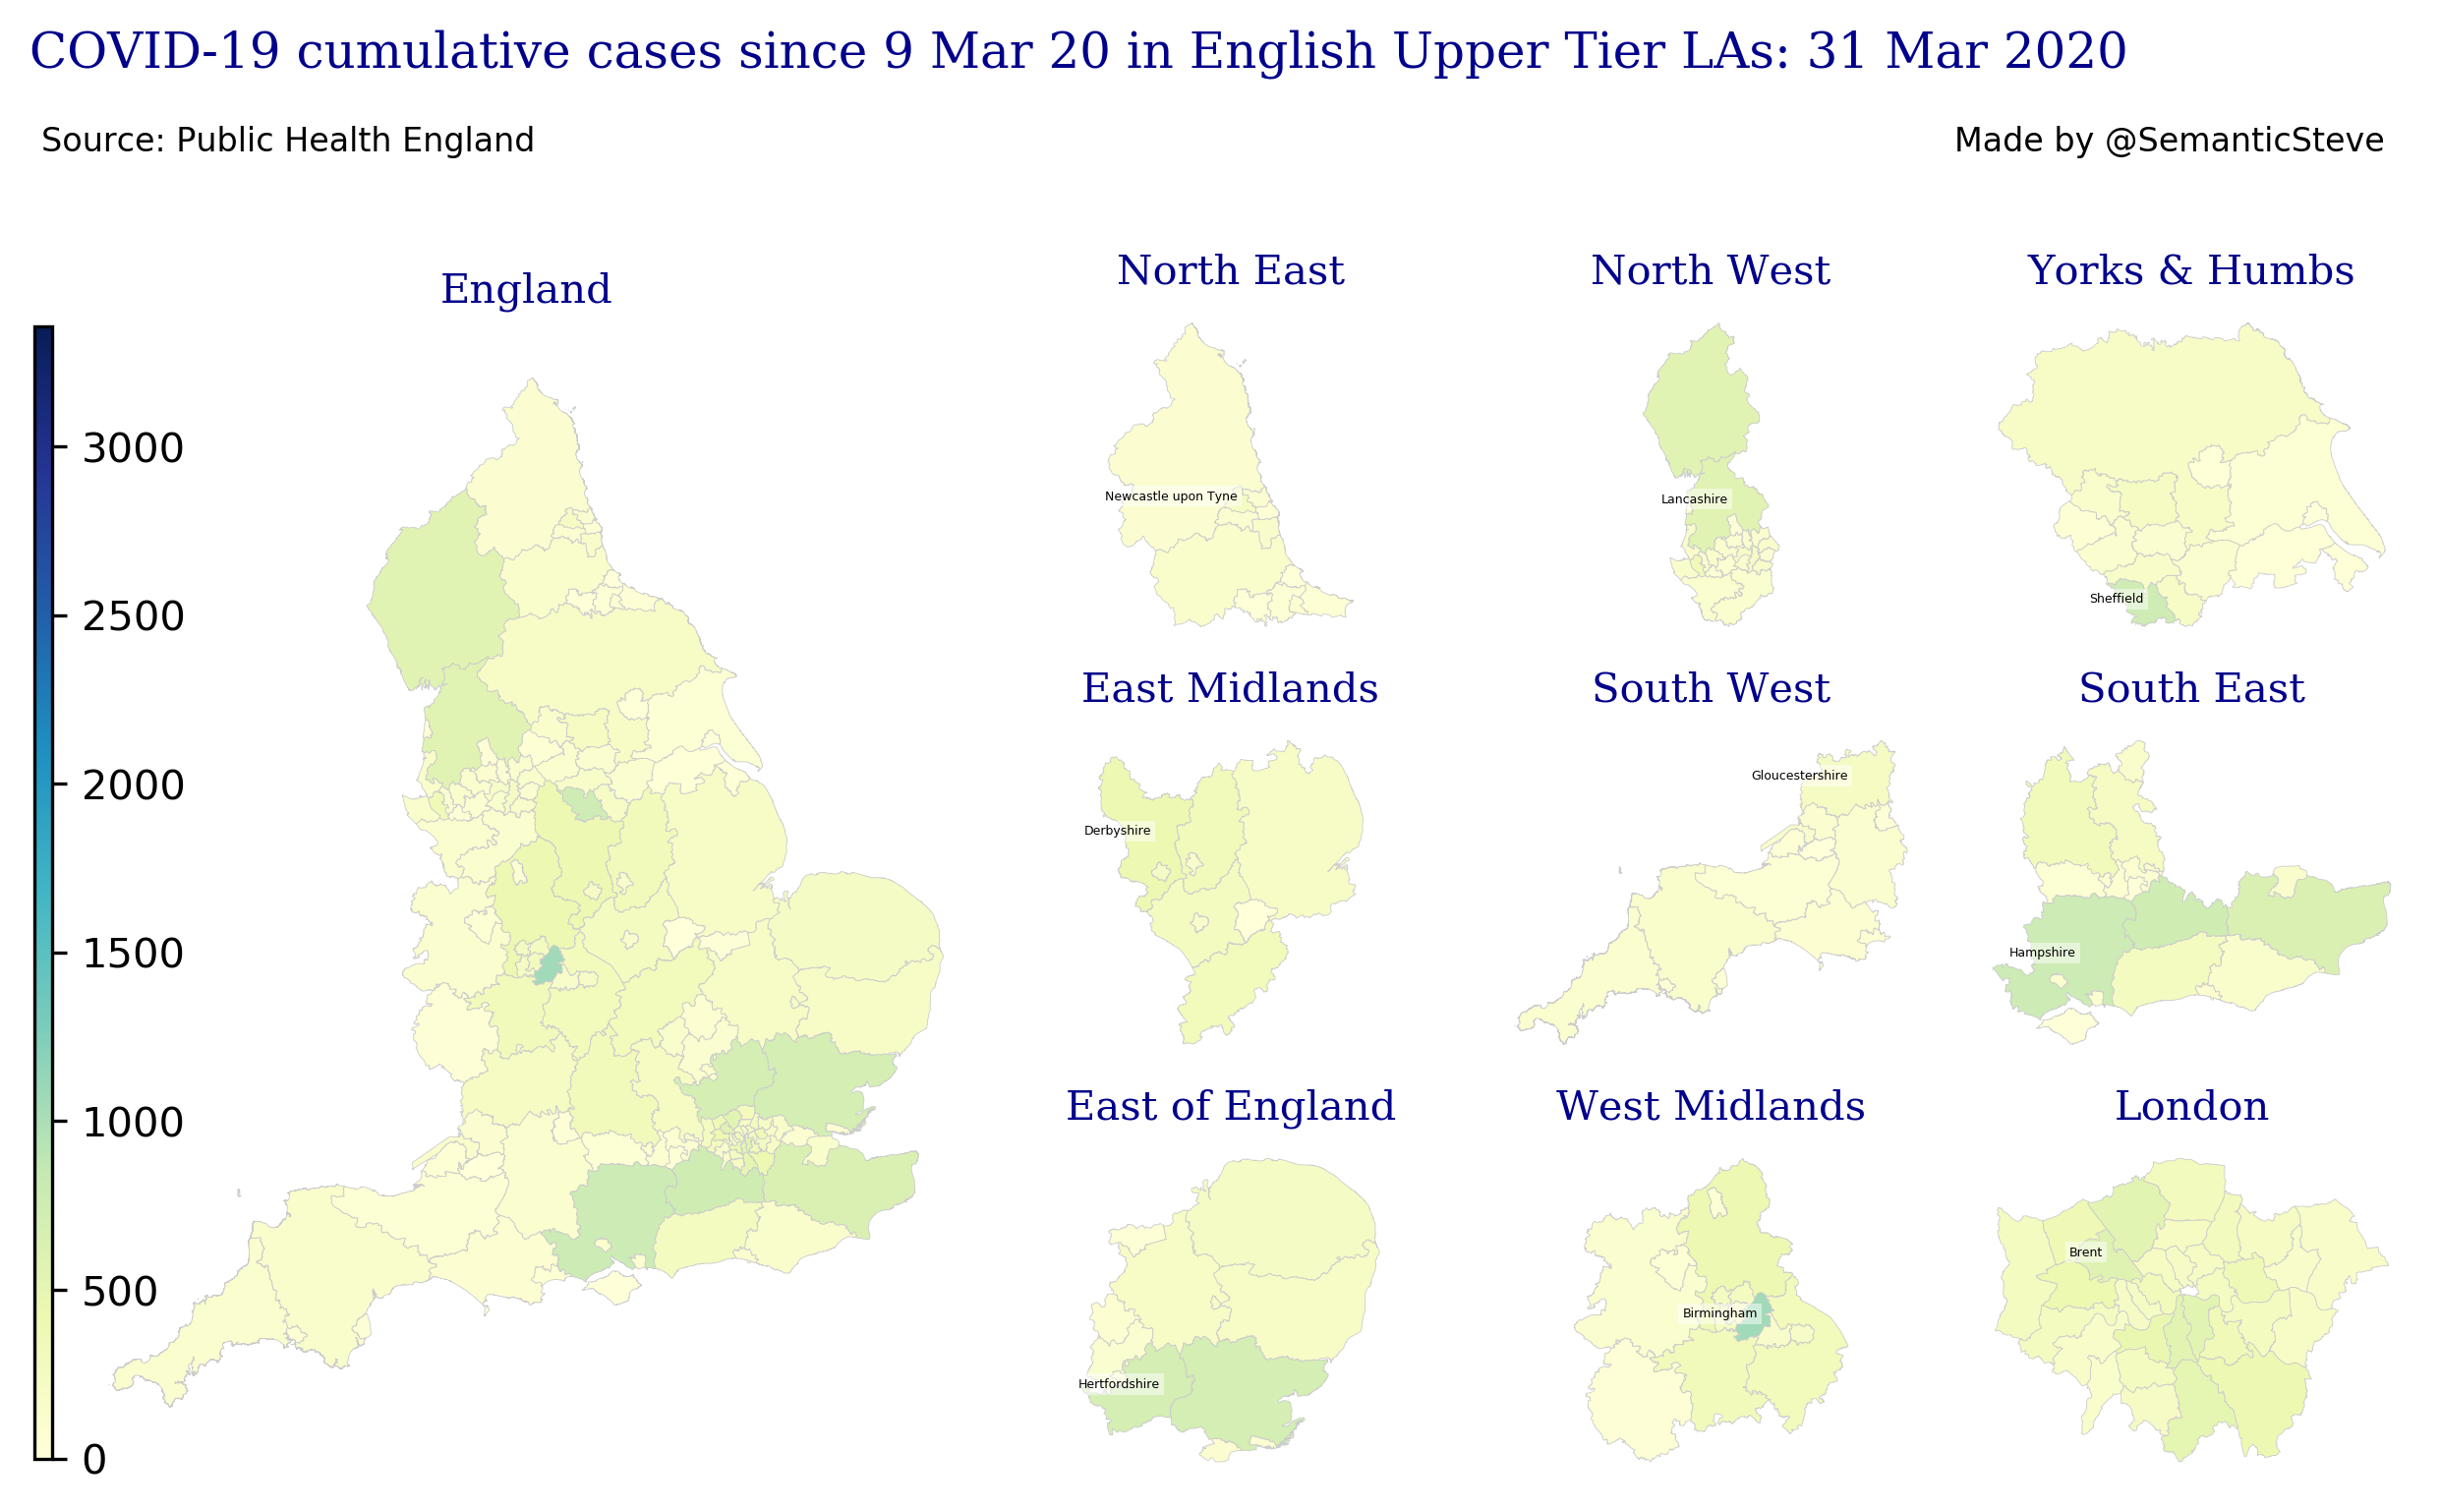 COVID-19 cumulative cases since 9 Mar 20 in English Upper Tier LAs: 31 Mar 2020
Source: Public Health England
Made by @SemanticSteve
England
North East
North West
Yorks & Humbs
3000
2500
2000
1500
1000
500
0
Newcastle upon Tyne
Lancashire
Sheffield
East Midlands
South West
South East
Derbyshire
Gloucestershire
Hampshire
East of England
West Midlands
London
Hertfordshire
Birmingham
Brent